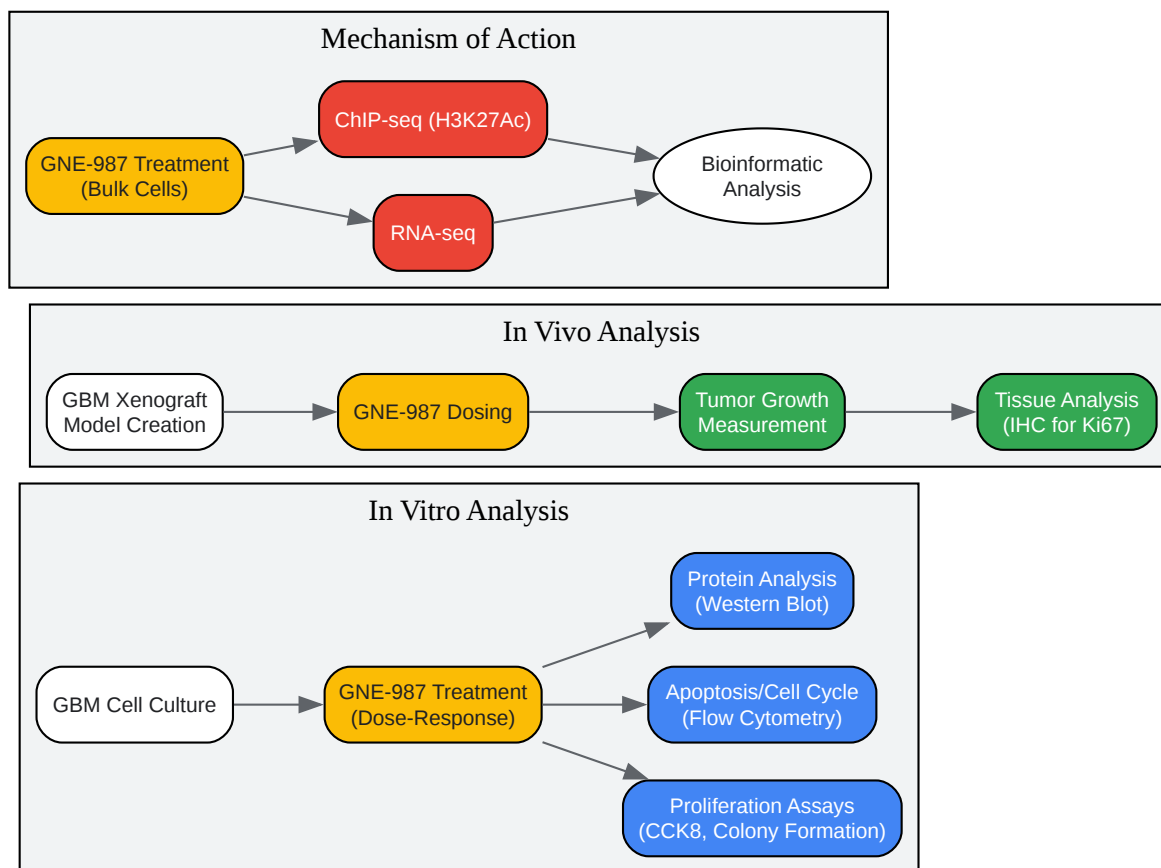 Mechanism of Action
GNE-987 Treatment
(Bulk Cells)
ChIP-seq (H3K27Ac)
RNA-seq
Bioinformatic
Analysis
In Vivo Analysis
GBM Xenograft
Model Creation
GNE-987 Dosing
Tumor Growth
Measurement
Tissue Analysis
(IHC for Ki67)
In Vitro Analysis
GBM Cell Culture
GNE-987 Treatment
(Dose-Response)
Protein Analysis
(Western Blot)
Apoptosis/Cell Cycle
(Flow Cytometry)
Proliferation Assays
(CCK8, Colony Formation)